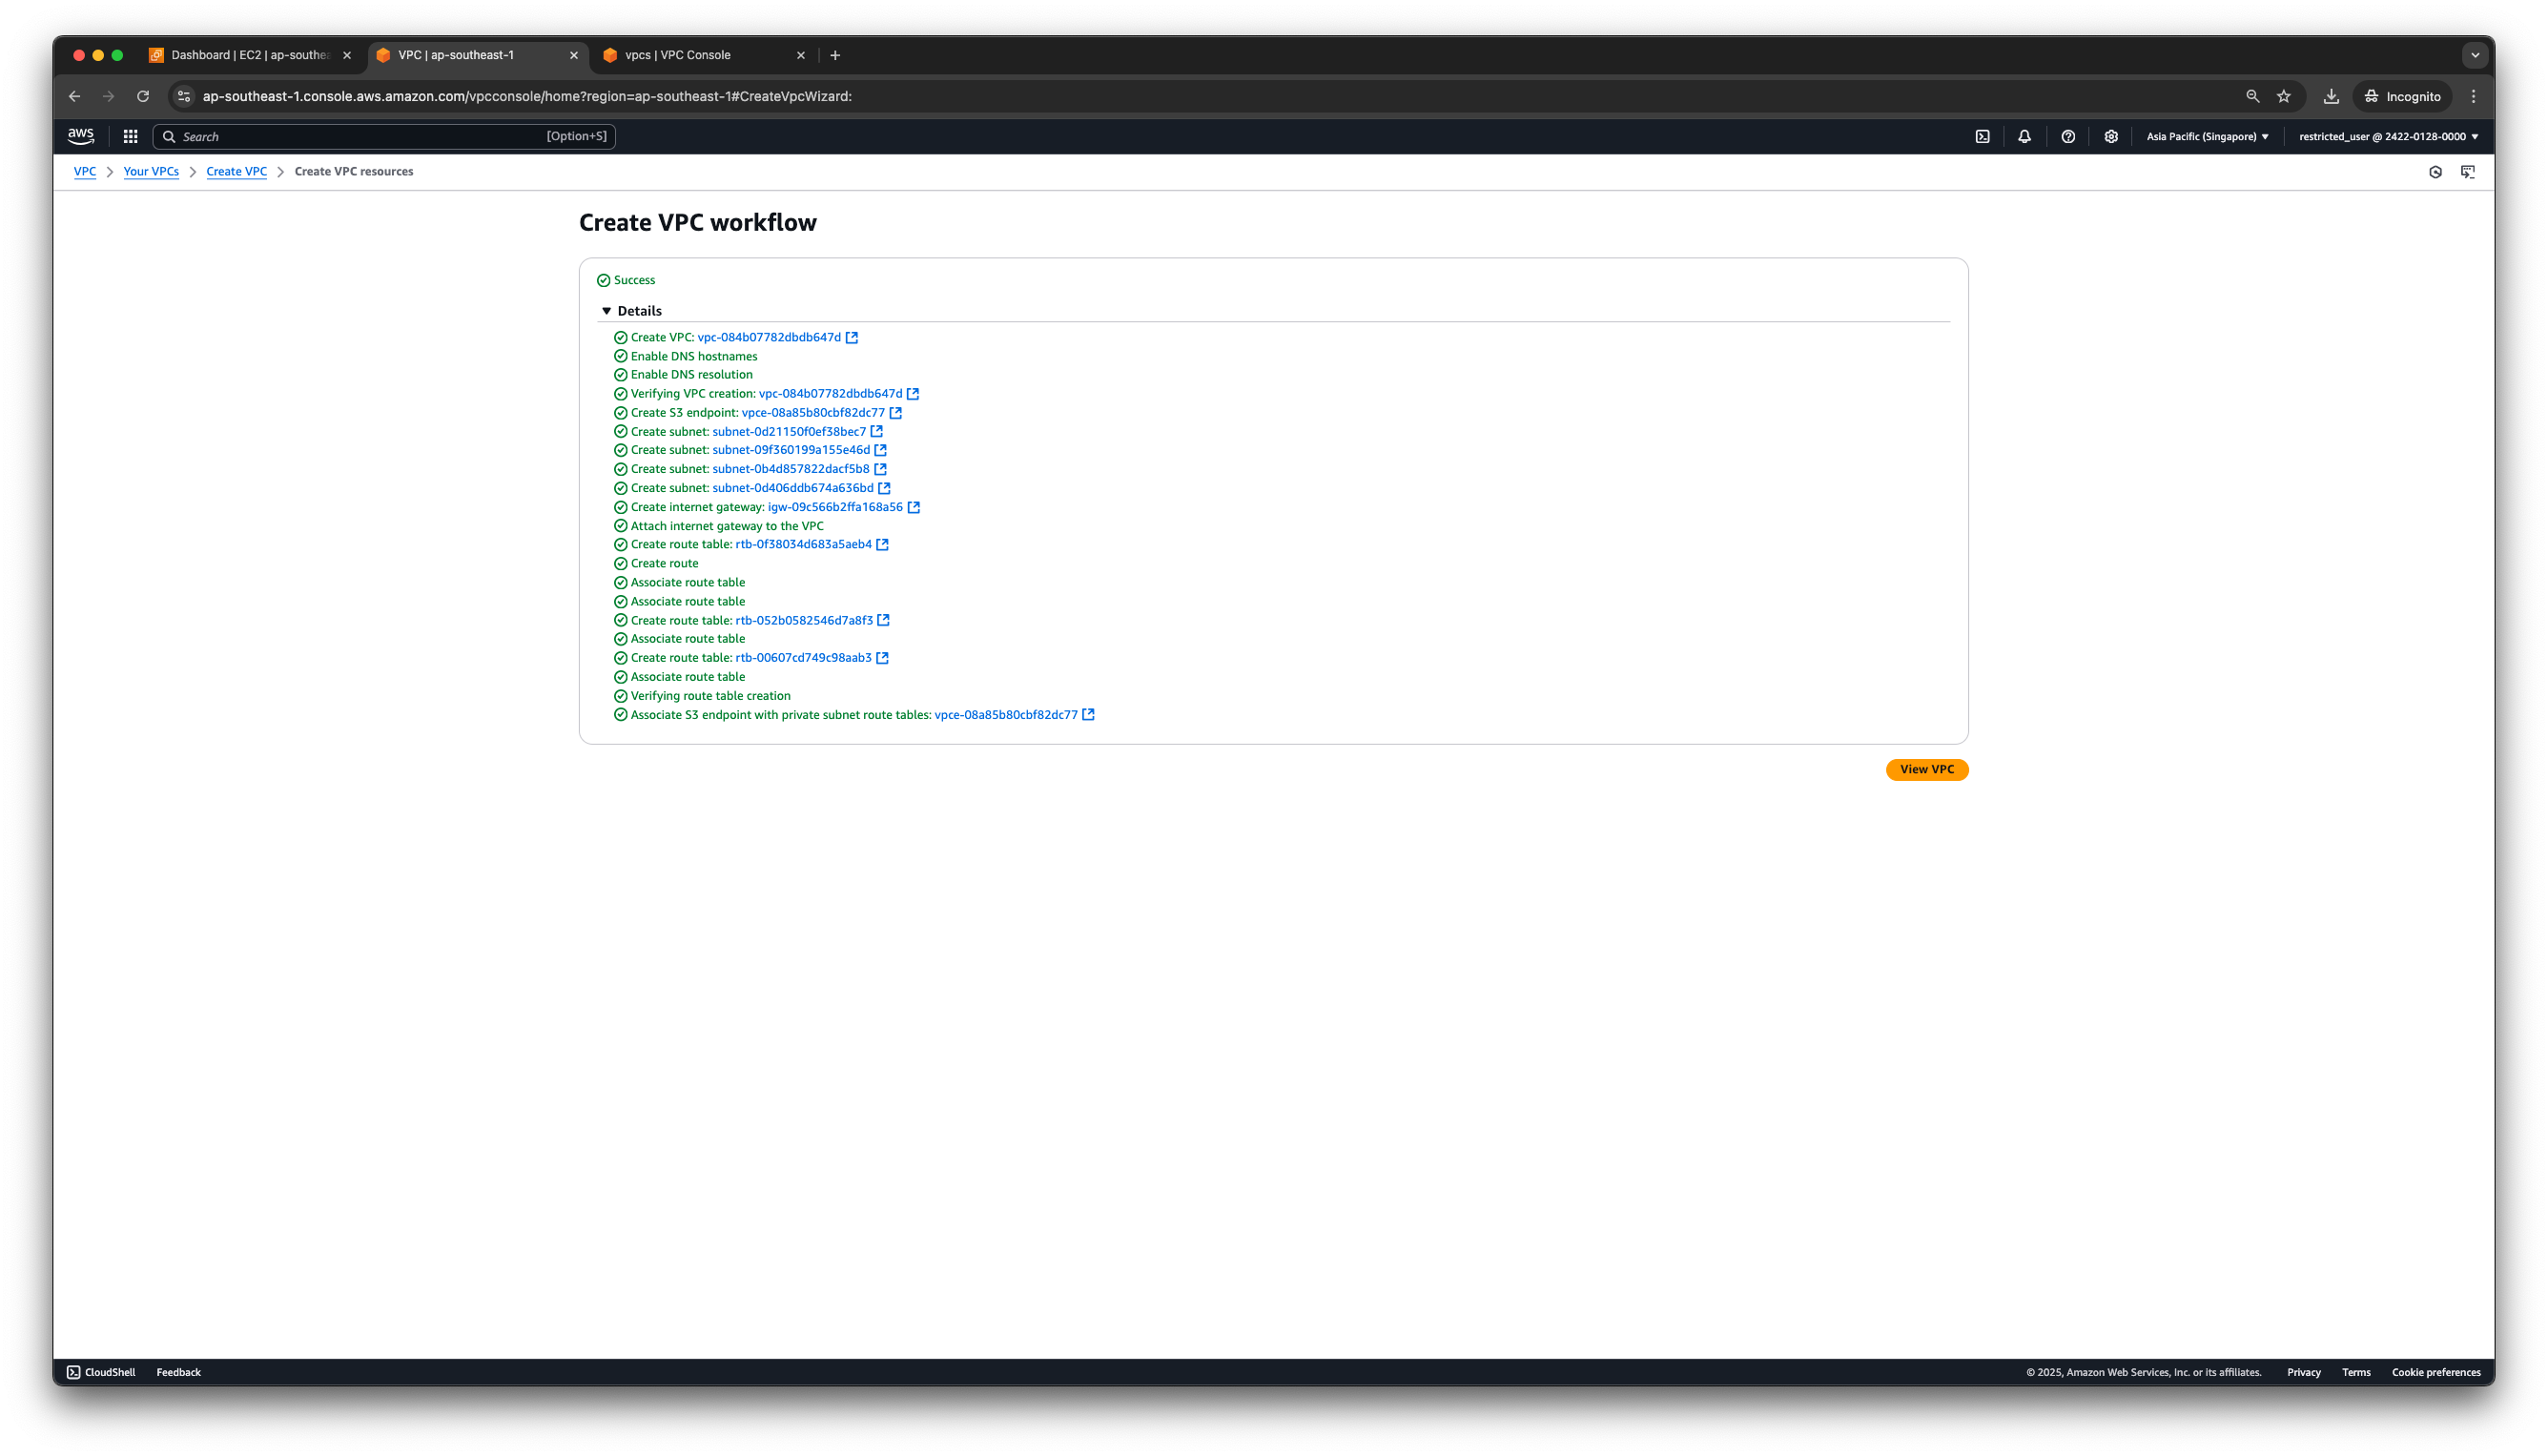 Dashboard | EC2 | ap-southea
VPC | ap-southeast-1
vpcs | VPC Console
ap-southeast-1.console.aws.amazon.com/vpcconsole/home?region=ap-southeast-1#CreateVpcWizard:
Incognito
aws
Search
[Option+S]
Asia Pacific (Singapore)
restricted_user @ 2422-0128-0000
VPC
Your VPCs
Create VPC
Create VPC resources
Create VPC workflow
Success
Details
Create VPC: vpc-084b07782dbdb647d
Enable DNS hostnames
Enable DNS resolution
Verifying VPC creation: vpc-084b07782dbdb647d
Create S3 endpoint: vpce-08a85b80cbf82dc77
Create subnet: subnet-0d21150f0ef38bec7
Create subnet: subnet-09f360199a155e46d
Create subnet: subnet-0b4d857822dacf5b8
Create subnet: subnet-0d406ddb674a636bd
Create internet gateway: igw-09c566b2ffa168a56
Attach internet gateway to the VPC
Create route table: rtb-0f38034d683a5aeb4
Create route
Associate route table
Associate route table
Create route table: rtb-052b0582546d7a8f3
Associate route table
Create route table: rtb-00607cd749c98aab3
Associate route table
Verifying route table creation
Associate S3 endpoint with private subnet route tables: vpce-08a85b80cbf82dc77
View VPC
CloudShell
Feedback
© 2025, Amazon Web Services, Inc. or its affiliates.
Privacy
Terms
Cookie preferences